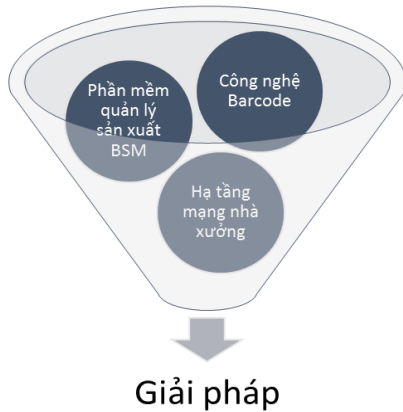 Phần mềm
quản lý
sản xuất
BSM
Công nghệ
Barcode
Hạ tầng
mạng nhà
xưởng
Giải pháp